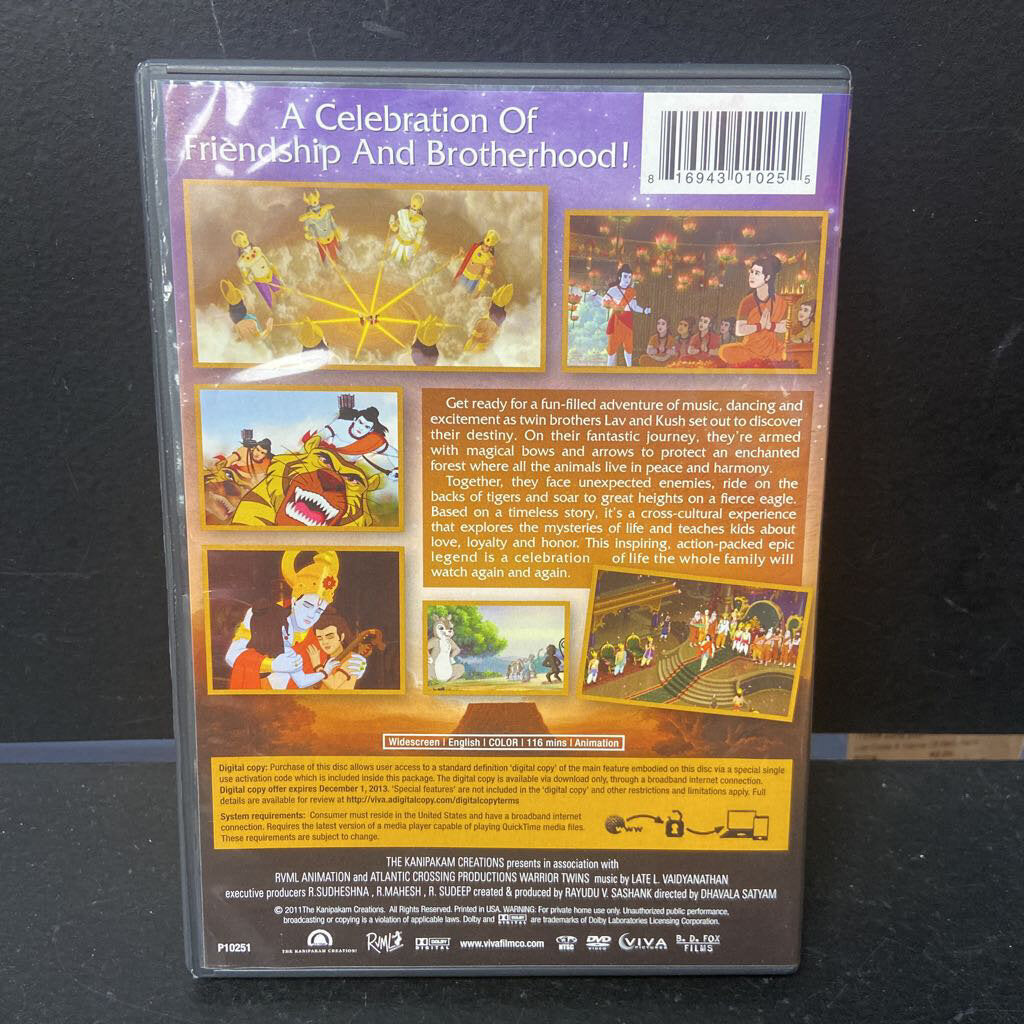 A Celebration Of
Friendship And Brotherhood!
8 16943 01025 5
Get ready for a fun-filled adventure of music, dancing and
excitement as twin brothers Lav and Kush set out to discover
their destiny. On their fantastic journey, they're armed
with magical bows and arrows to protect an enchanted
forest where all the animals live in peace and harmony.
Together, they face unexpected enemies, ride on the
backs of tigers and soar to great heights on a fierce eagle.
Based on a timeless story, it's a cross-cultural experience
that explores the mysteries of life and teaches kids about
love, loyalty and honor. This inspiring, action-packed epic
legend is a celebration of life the whole family will
watch again and again.
Widescreen | English | COLOR | 116 mins | Animation
Digital copy: Purchase of this disc allows user access to a standard definition 'digital copy' of the main feature embodied on this disc via a special single
use activation code which is included inside this package. The digital copy is available via download only, through a broadband internet connection.
Digital copy offer expires December 1, 2013. 'Special features' are not included in the 'digital copy' and other restrictions and limitations apply. Full
details are available for review at http://viva.adigitalcopy.com/digitalcopyterms
System requirements: Consumer must reside in the United States and have a broadband internet
connection. Requires the latest version of a media player capable of playing QuickTime media files.
These requirements are subject to change.
www
THE KANIPAKAM CREATIONS presents in association with
RVML ANIMATION and ATLANTIC CROSSING PRODUCTIONS WARRIOR TWINS music by LATE L. VAIDYANATHAN
executive producers R.SUDHESHNA , R.MAHESH , R. SUDEEP created & produced by RAYUDU V. SASHANK directed by DHAVALA SATYAM
© 2011The Kanipakam Creations. All Rights Reserved. Printed in USA. WARNING: For private home use only. Unauthorized public performance,
broadcasting or copying is a violation of applicable laws. Dolby and DOLBY DIGITAL are trademarks of Dolby Laboratories Licensing Corporation.
P10251 THE KANIPAKAM CREATIONS RVML DOLBY DIGITAL www.vivafilmco.com NTSC DVD VIDEO VIVA PICTURES B. D. FOX FILMS